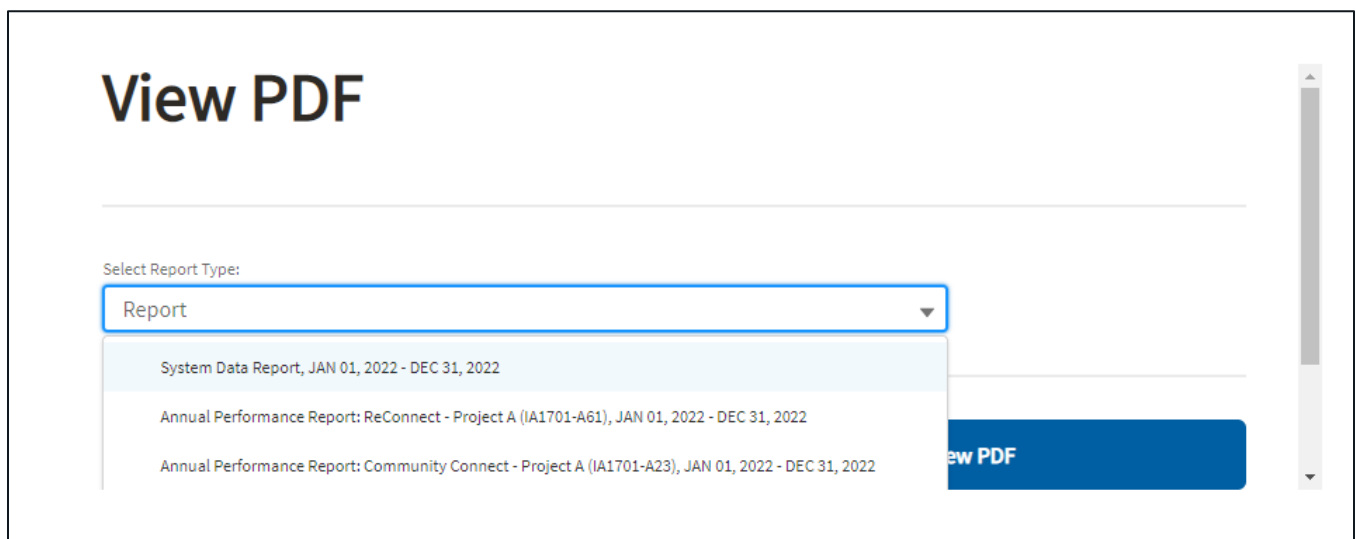 View PDF
Select Report Type:
Report
System Data Report, JAN 01, 2022 - DEC 31, 2022
Annual Performance Report: ReConnect - Project A (IA1701-A61), JAN 01, 2022 - DEC 31, 2022
Annual Performance Report: Community Connect - Project A (IA1701-A23), JAN 01, 2022 - DEC 31, 2022
ew PDF